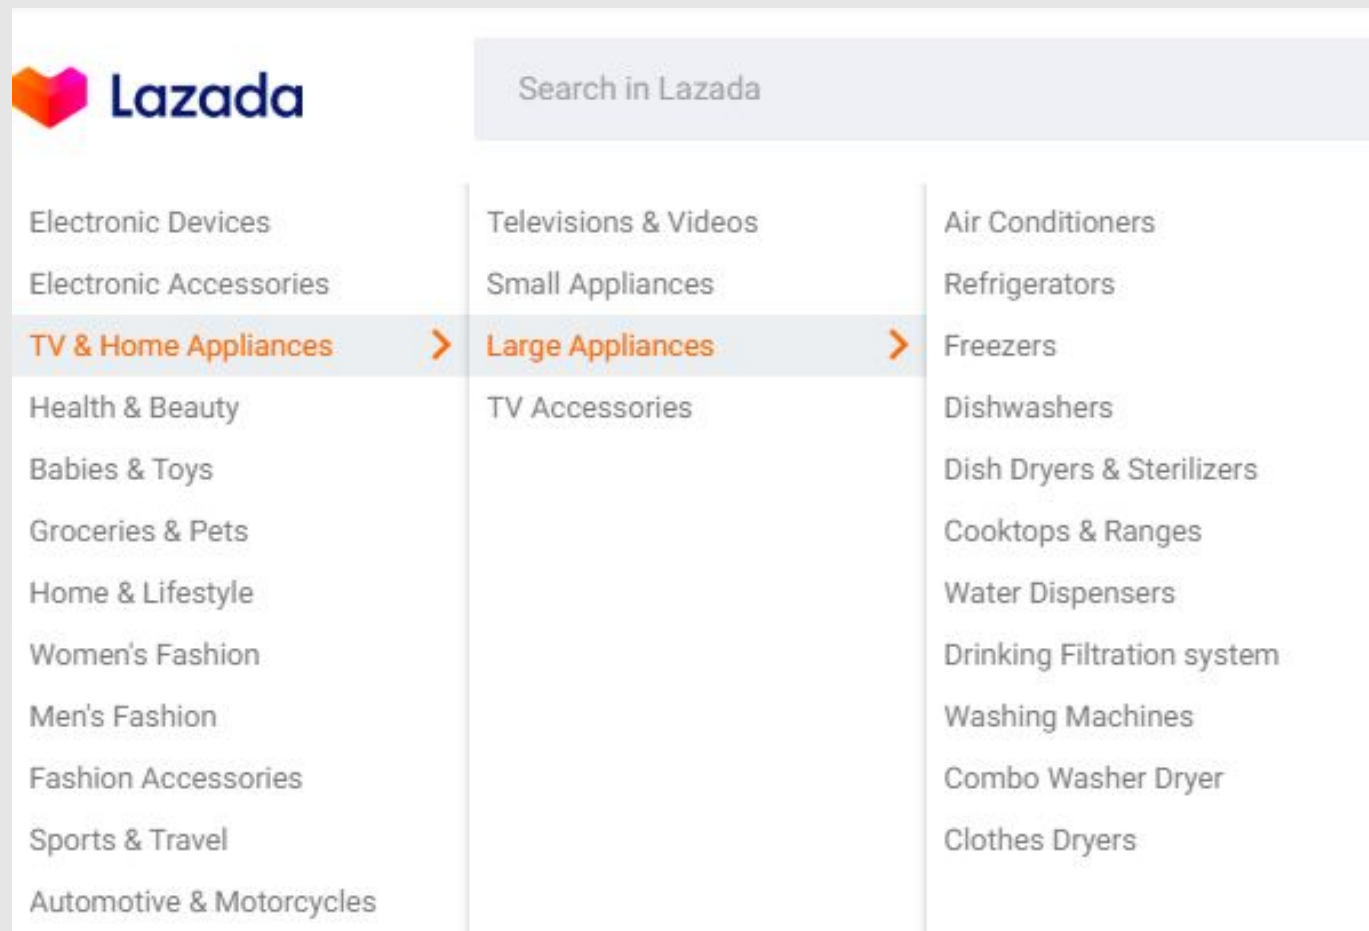 Lazada
Search in Lazada
Electronic Devices
Electronic Accessories
TV & Home Appliances
Health & Beauty
Babies & Toys
Groceries & Pets
Home & Lifestyle
Women's Fashion
Men's Fashion
Fashion Accessories
Sports & Travel
Automotive & Motorcycles
Televisions & Videos
Small Appliances
Large Appliances
TV Accessories
Air Conditioners
Refrigerators
Freezers
Dishwashers
Dish Dryers & Sterilizers
Cooktops & Ranges
Water Dispensers
Drinking Filtration system
Washing Machines
Combo Washer Dryer
Clothes Dryers